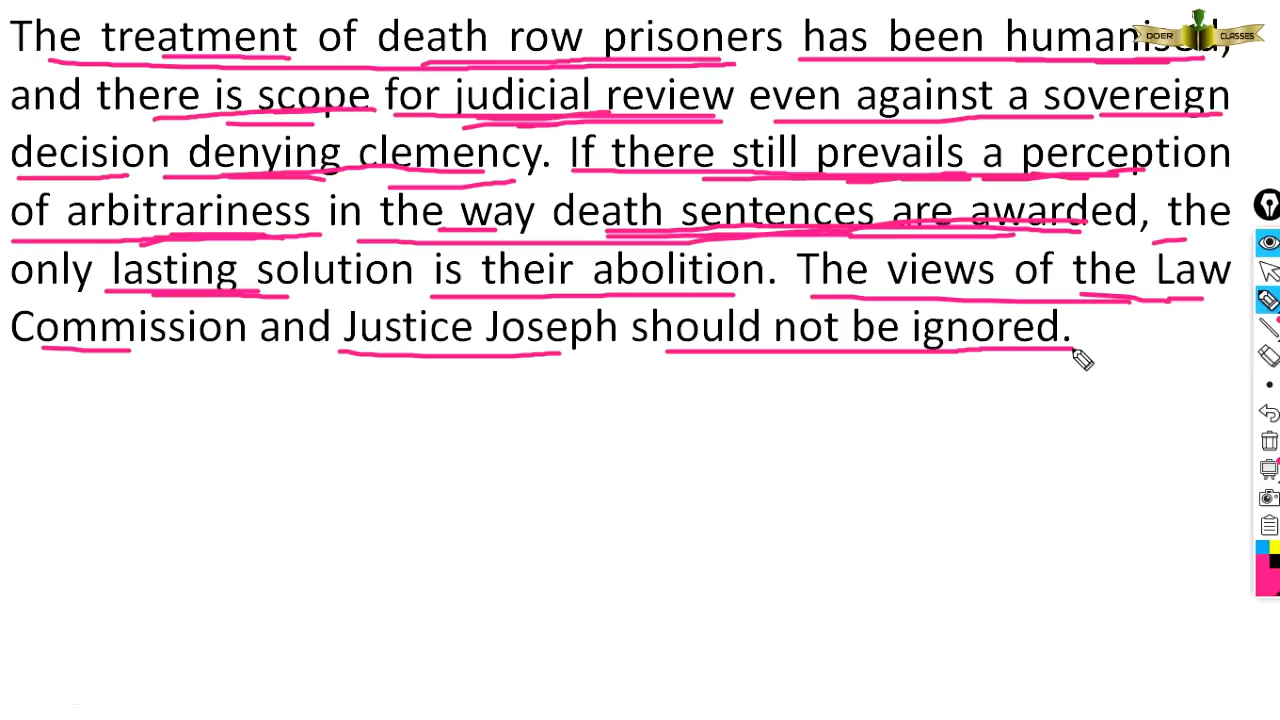 The treatment of death row prisoners has been humanised,
and there is scope for judicial review even against a sovereign
decision denying clemency. If there still prevails a perception
of arbitrariness in the way death sentences are awarded, the
only lasting solution is their abolition. The views of the Law
Commission and Justice Joseph should not be ignored.
DOER CLASSES